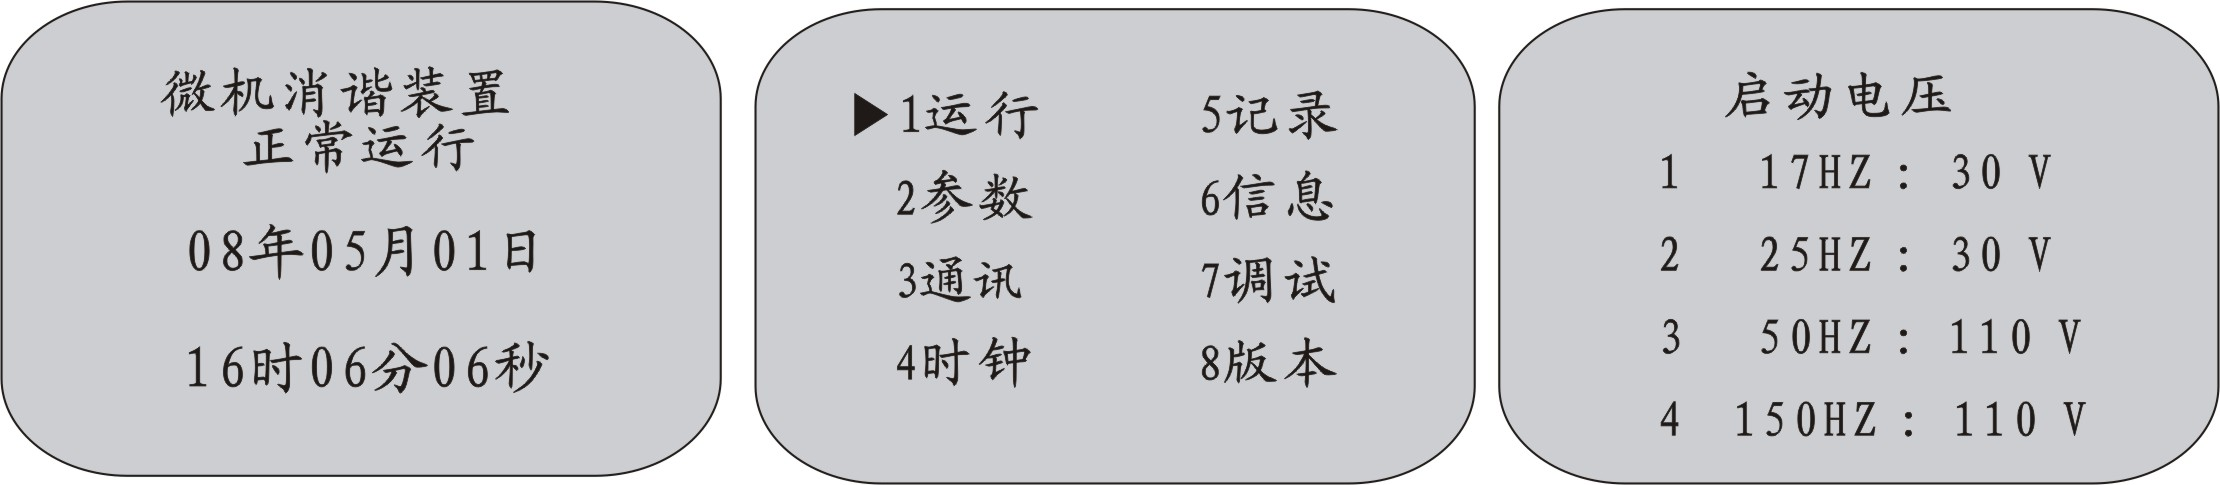 微机消谐装置
正常运行
08年05月01日
16时06分06秒
▶1运行 5记录
2参数 6信息
3通讯 7调试
4时钟 8版本
启动电压
1 17HZ: 30 V
2 25HZ: 30 V
3 50HZ: 110 V
4 150HZ: 110 V